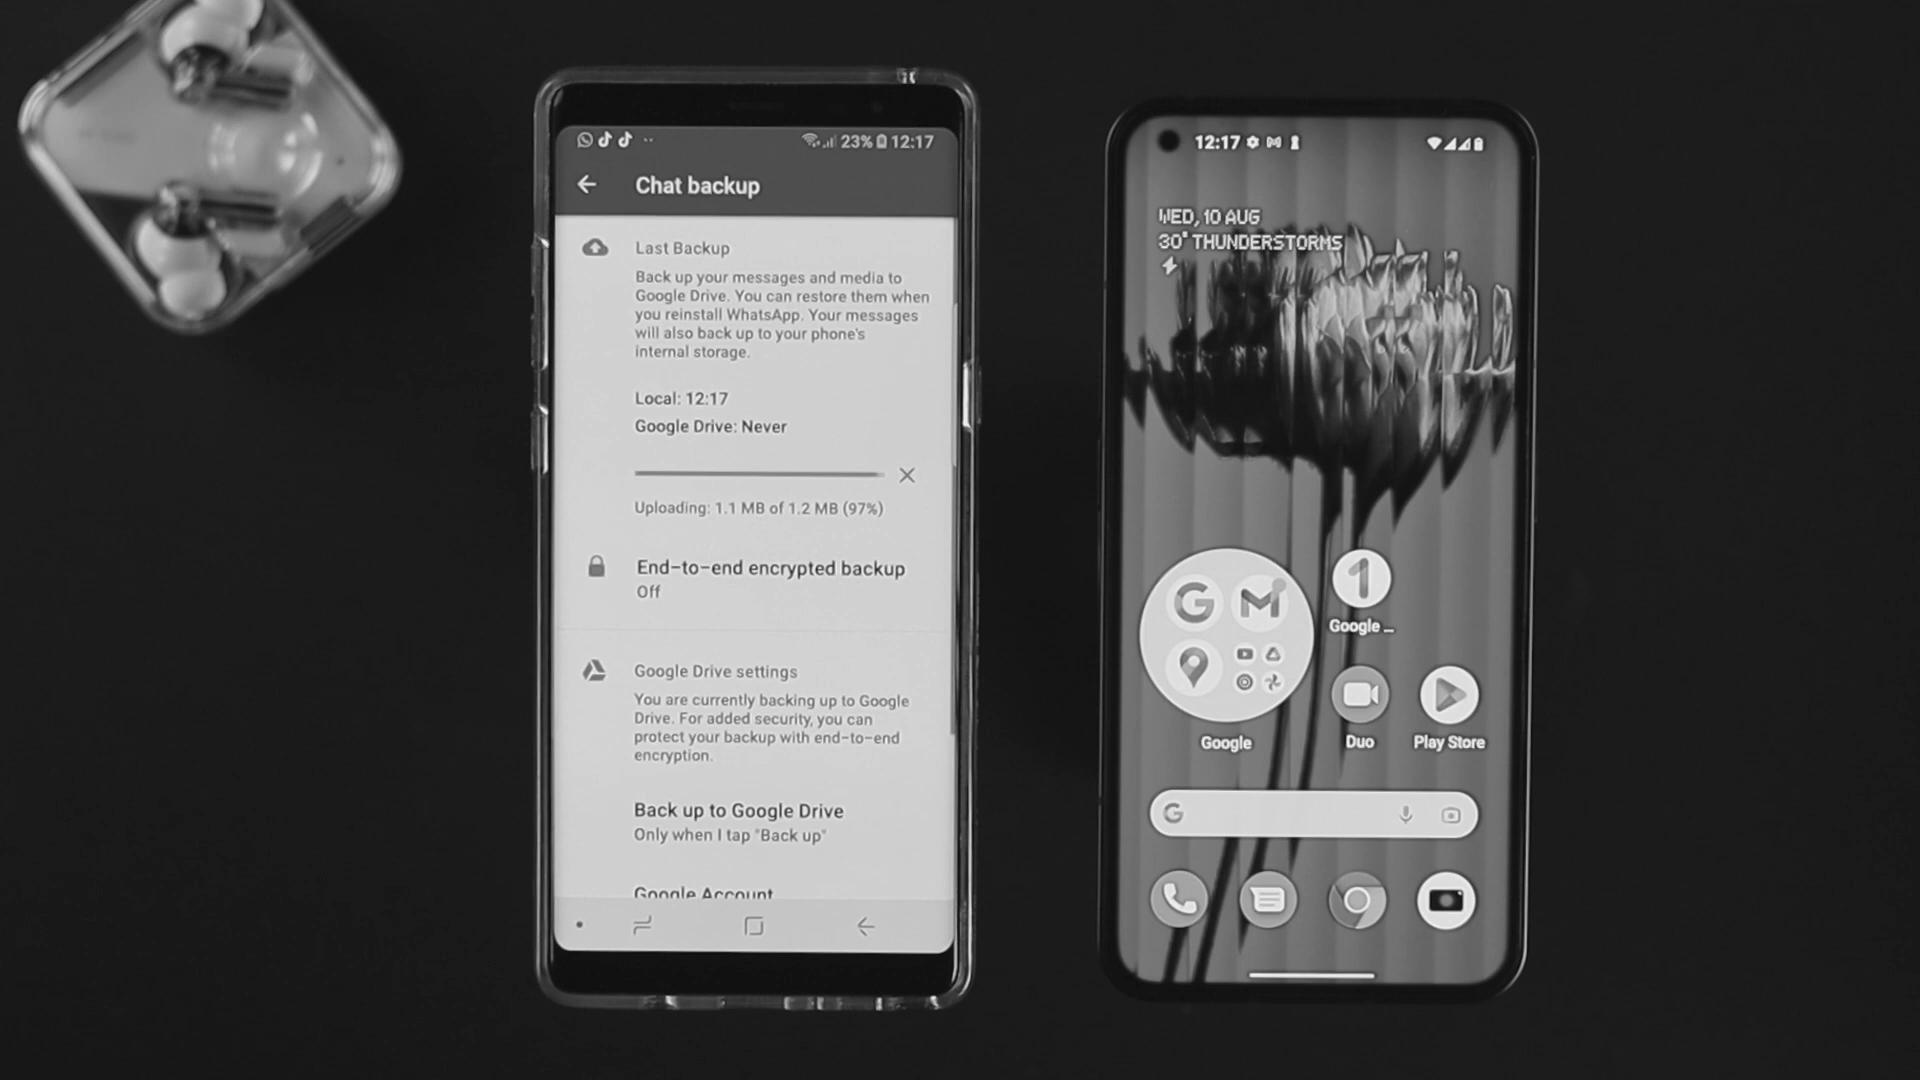 23% 12:17
Chat backup
Last Backup
Back up your messages and media to
Google Drive. You can restore them when
you reinstall WhatsApp. Your messages
will also back up to your phone's
internal storage.
Local: 12:17
Google Drive: Never
Uploading: 1.1 MB of 1.2 MB (97%)
End-to-end encrypted backup
Off
Google Drive settings
You are currently backing up to Google
Drive. For added security, you can
protect your backup with end-to-end
encryption.
Back up to Google Drive
Only when I tap "Back up"
Google Account
12:17
WED, 10 AUG
30° THUNDERSTORMS
Google ...
Google
Duo
Play Store